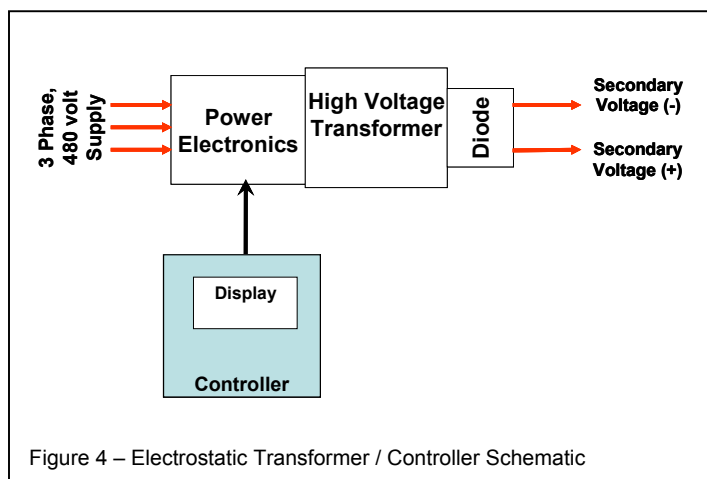 3 Phase,
480 volt
Supply
Power
Electronics
High Voltage
Transformer
Diode
Secondary
Voltage (-)
Secondary
Voltage (+)
Display
Controller
Figure 4 – Electrostatic Transformer / Controller Schematic